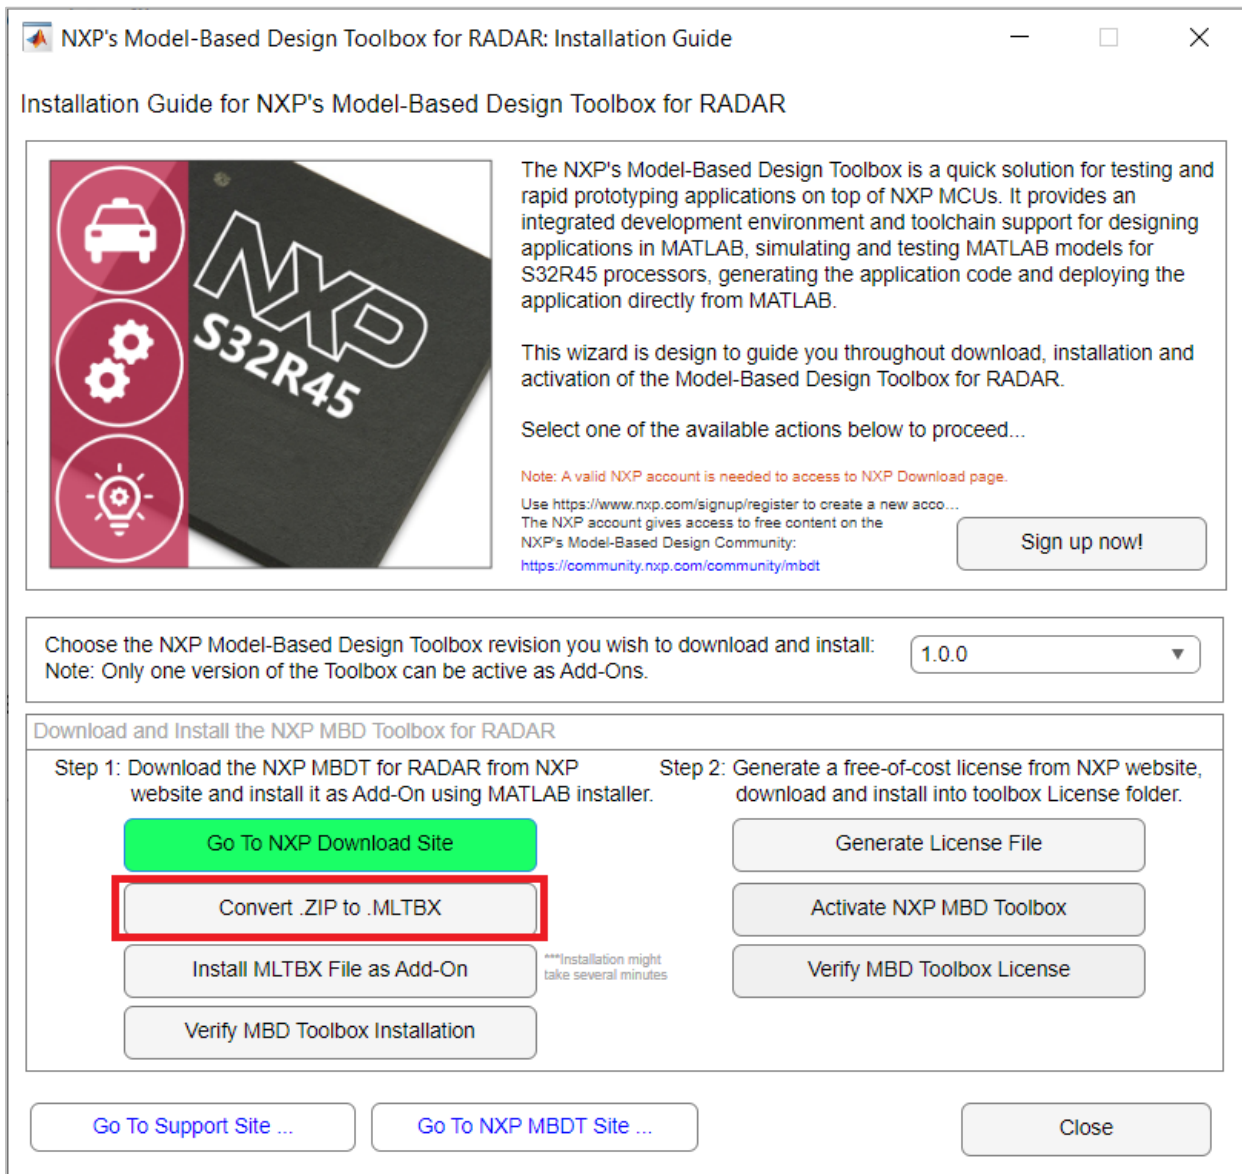 NXP's Model-Based Design Toolbox for RADAR: Installation Guide
Installation Guide for NXP's Model-Based Design Toolbox for RADAR
NXP
S32R45
The NXP's Model-Based Design Toolbox is a quick solution for testing and
rapid prototyping applications on top of NXP MCUs. It provides an
integrated development environment and toolchain support for designing
applications in MATLAB, simulating and testing MATLAB models for
S32R45 processors, generating the application code and deploying the
application directly from MATLAB.
This wizard is design to guide you throughout download, installation and
activation of the Model-Based Design Toolbox for RADAR.
Select one of the available actions below to proceed...
Note: A valid NXP account is needed to access to NXP Download page.
Use https://www.nxp.com/signup/register to create a new acco...
The NXP account gives access to free content on the
NXP's Model-Based Design Community:
https://community.nxp.com/community/mbdt
Sign up now!
Choose the NXP Model-Based Design Toolbox revision you wish to download and install:
Note: Only one version of the Toolbox can be active as Add-Ons.
1.0.0
Download and Install the NXP MBD Toolbox for RADAR
Step 1: Download the NXP MBDT for RADAR from NXP
website and install it as Add-On using MATLAB installer.
Go To NXP Download Site
Convert .ZIP to .MLTBX
Install MLTBX File as Add-On
***Installation might
take several minutes
Verify MBD Toolbox Installation
Step 2: Generate a free-of-cost license from NXP website,
download and install into toolbox License folder.
Generate License File
Activate NXP MBD Toolbox
Verify MBD Toolbox License
Go To Support Site ...
Go To NXP MBDT Site ...
Close